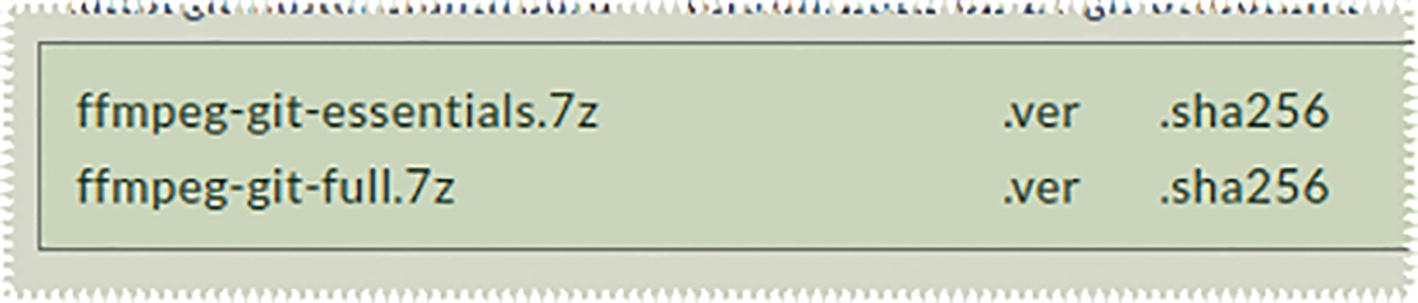 ffmpeg-git-essentials.7z .ver .sha256
ffmpeg-git-full.7z .ver .sha256